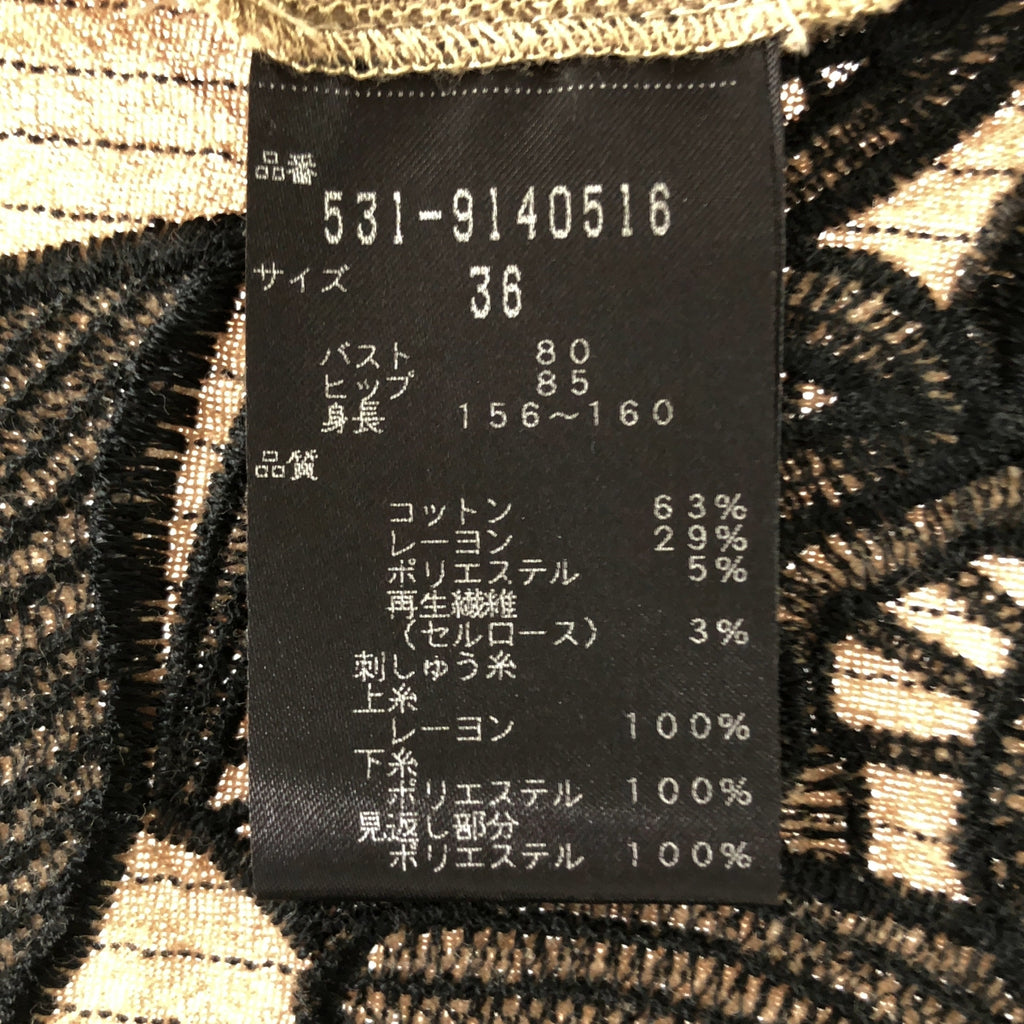 品番
531-9140516
サイズ 36
バスト 80
ヒップ 85
身長 156～160
品質
コットン 63%
レーヨン 29%
ポリエステル 5%
再生繊維
(セルロース) 3%
刺しゅう糸
上糸
レーヨン 100%
下糸
ポリエステル 100%
見返し部分
ポリエステル 100%